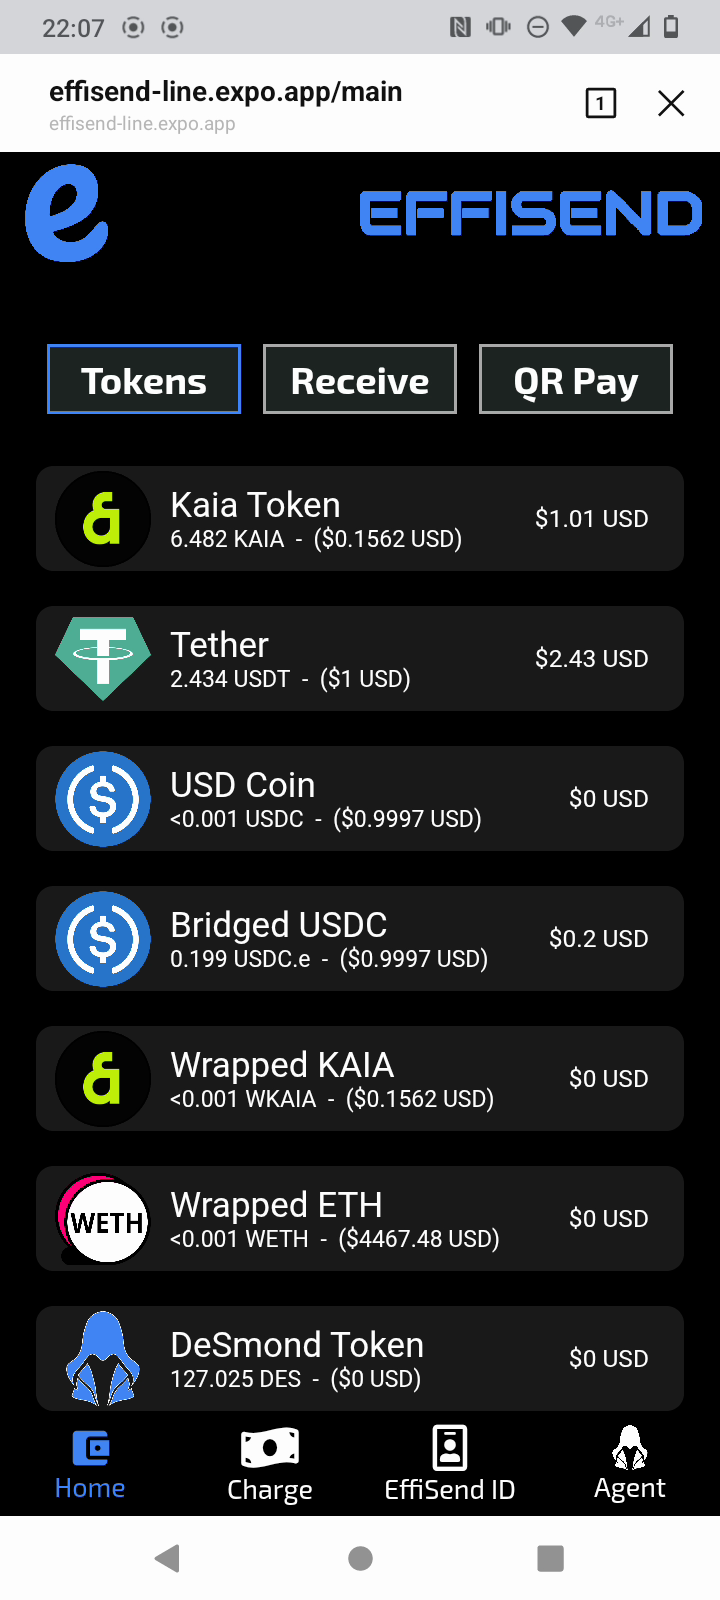 22:07
4G+
effisend-line.expo.app/main
effisend-line.expo.app
1
e
EFFISEND
Tokens
Receive
QR Pay
Kaia Token
6.482 KAIA - ($0.1562 USD)
$1.01 USD
Tether
2.434 USDT - ($1 USD)
$2.43 USD
USD Coin
<0.001 USDC - ($0.9997 USD)
$0 USD
Bridged USDC
0.199 USDC.e - ($0.9997 USD)
$0.2 USD
Wrapped KAIA
<0.001 WKAIA - ($0.1562 USD)
$0 USD
WETH
Wrapped ETH
<0.001 WETH - ($4467.48 USD)
$0 USD
DeSmond Token
127.025 DES - ($0 USD)
$0 USD
Home
Charge
EffiSend ID
Agent